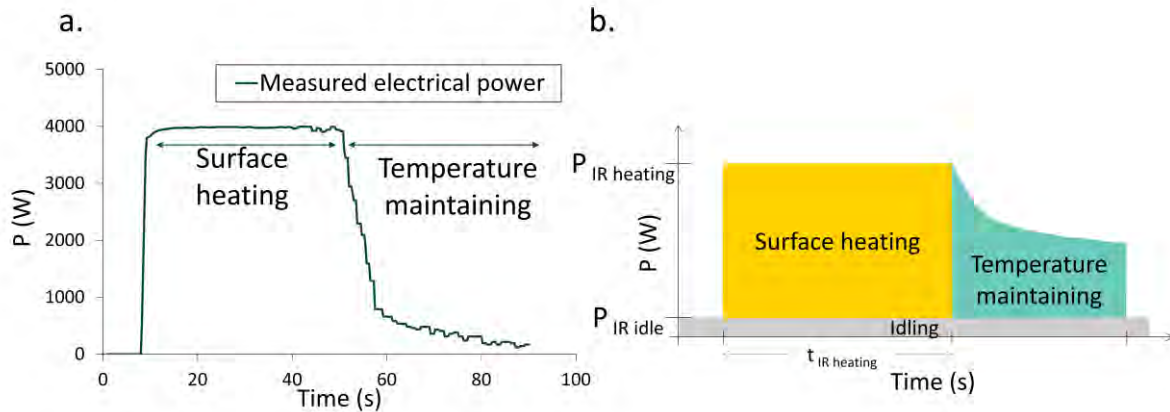 a.
5000
4000
3000
2000
1000
0
P (W)
Measured electrical power
Surface
heating
Temperature
maintaining
0
20
40
60
80
100
Time (s)
b.
P IR heating
P (W)
P IR idle
Surface heating
Temperature
maintaining
Idling
t IR heating
Time (s)